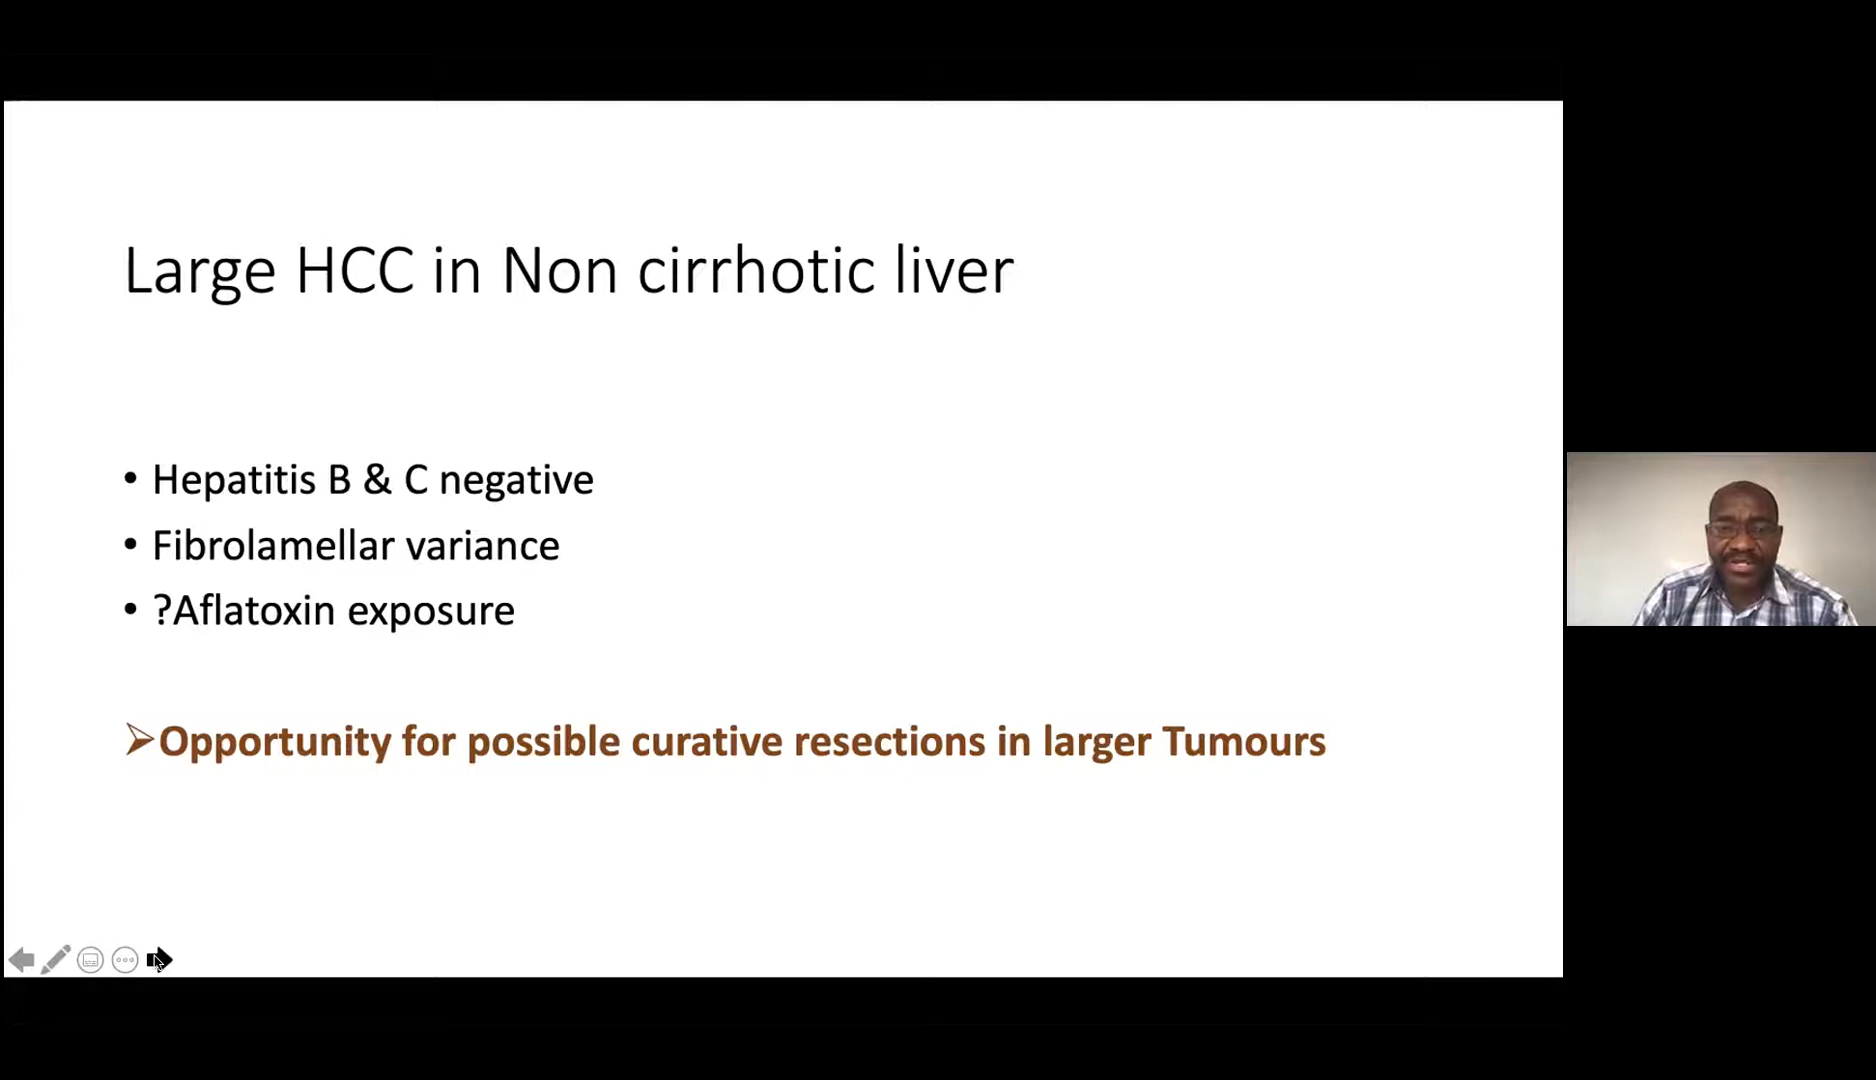 Large HCC in Non cirrhotic liver
• Hepatitis B & C negative
• Fibrolamellar variance
• ?Aflatoxin exposure
➢Opportunity for possible curative resections in larger Tumours